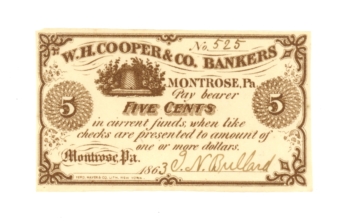 No. 525
W.H. COOPER & CO. BANKERS
MONTROSE, Pa.
Pay bearer
5 FIVE CENTS 5
in current funds, when like
checks are presented to amount of
one or more dollars.
Montrose, Pa.
1863 I. N. Bullard